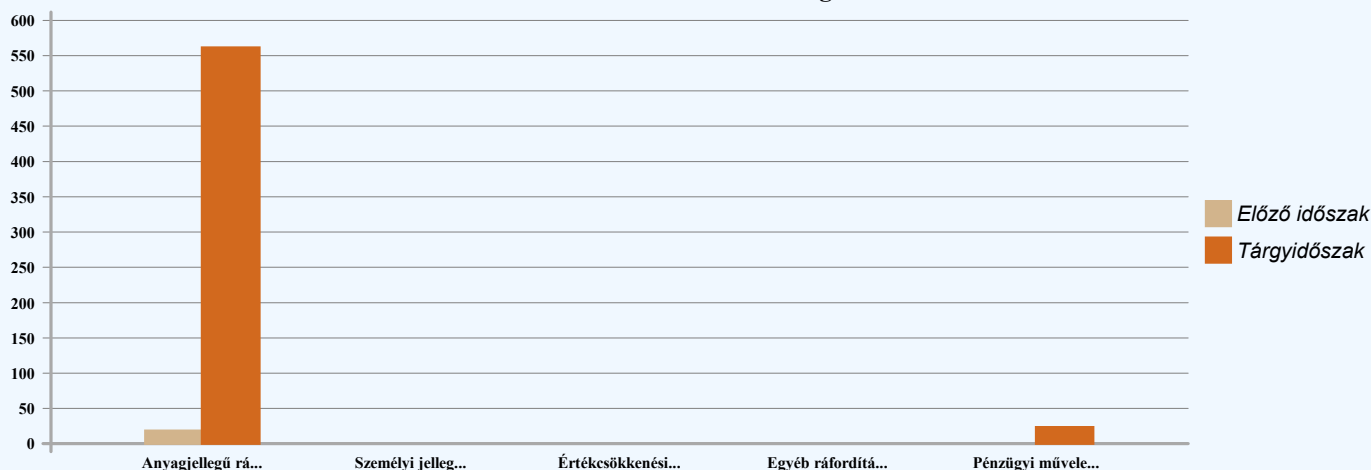 600
550
500
450
400
350
300
250
200
150
100
50
0
Anyagjellegű rá...
Személyi jelleg...
Értékcsökkenési...
Egyéb ráfordítá...
Pénzügyi művele...
Előző időszak
Tárgyidőszak